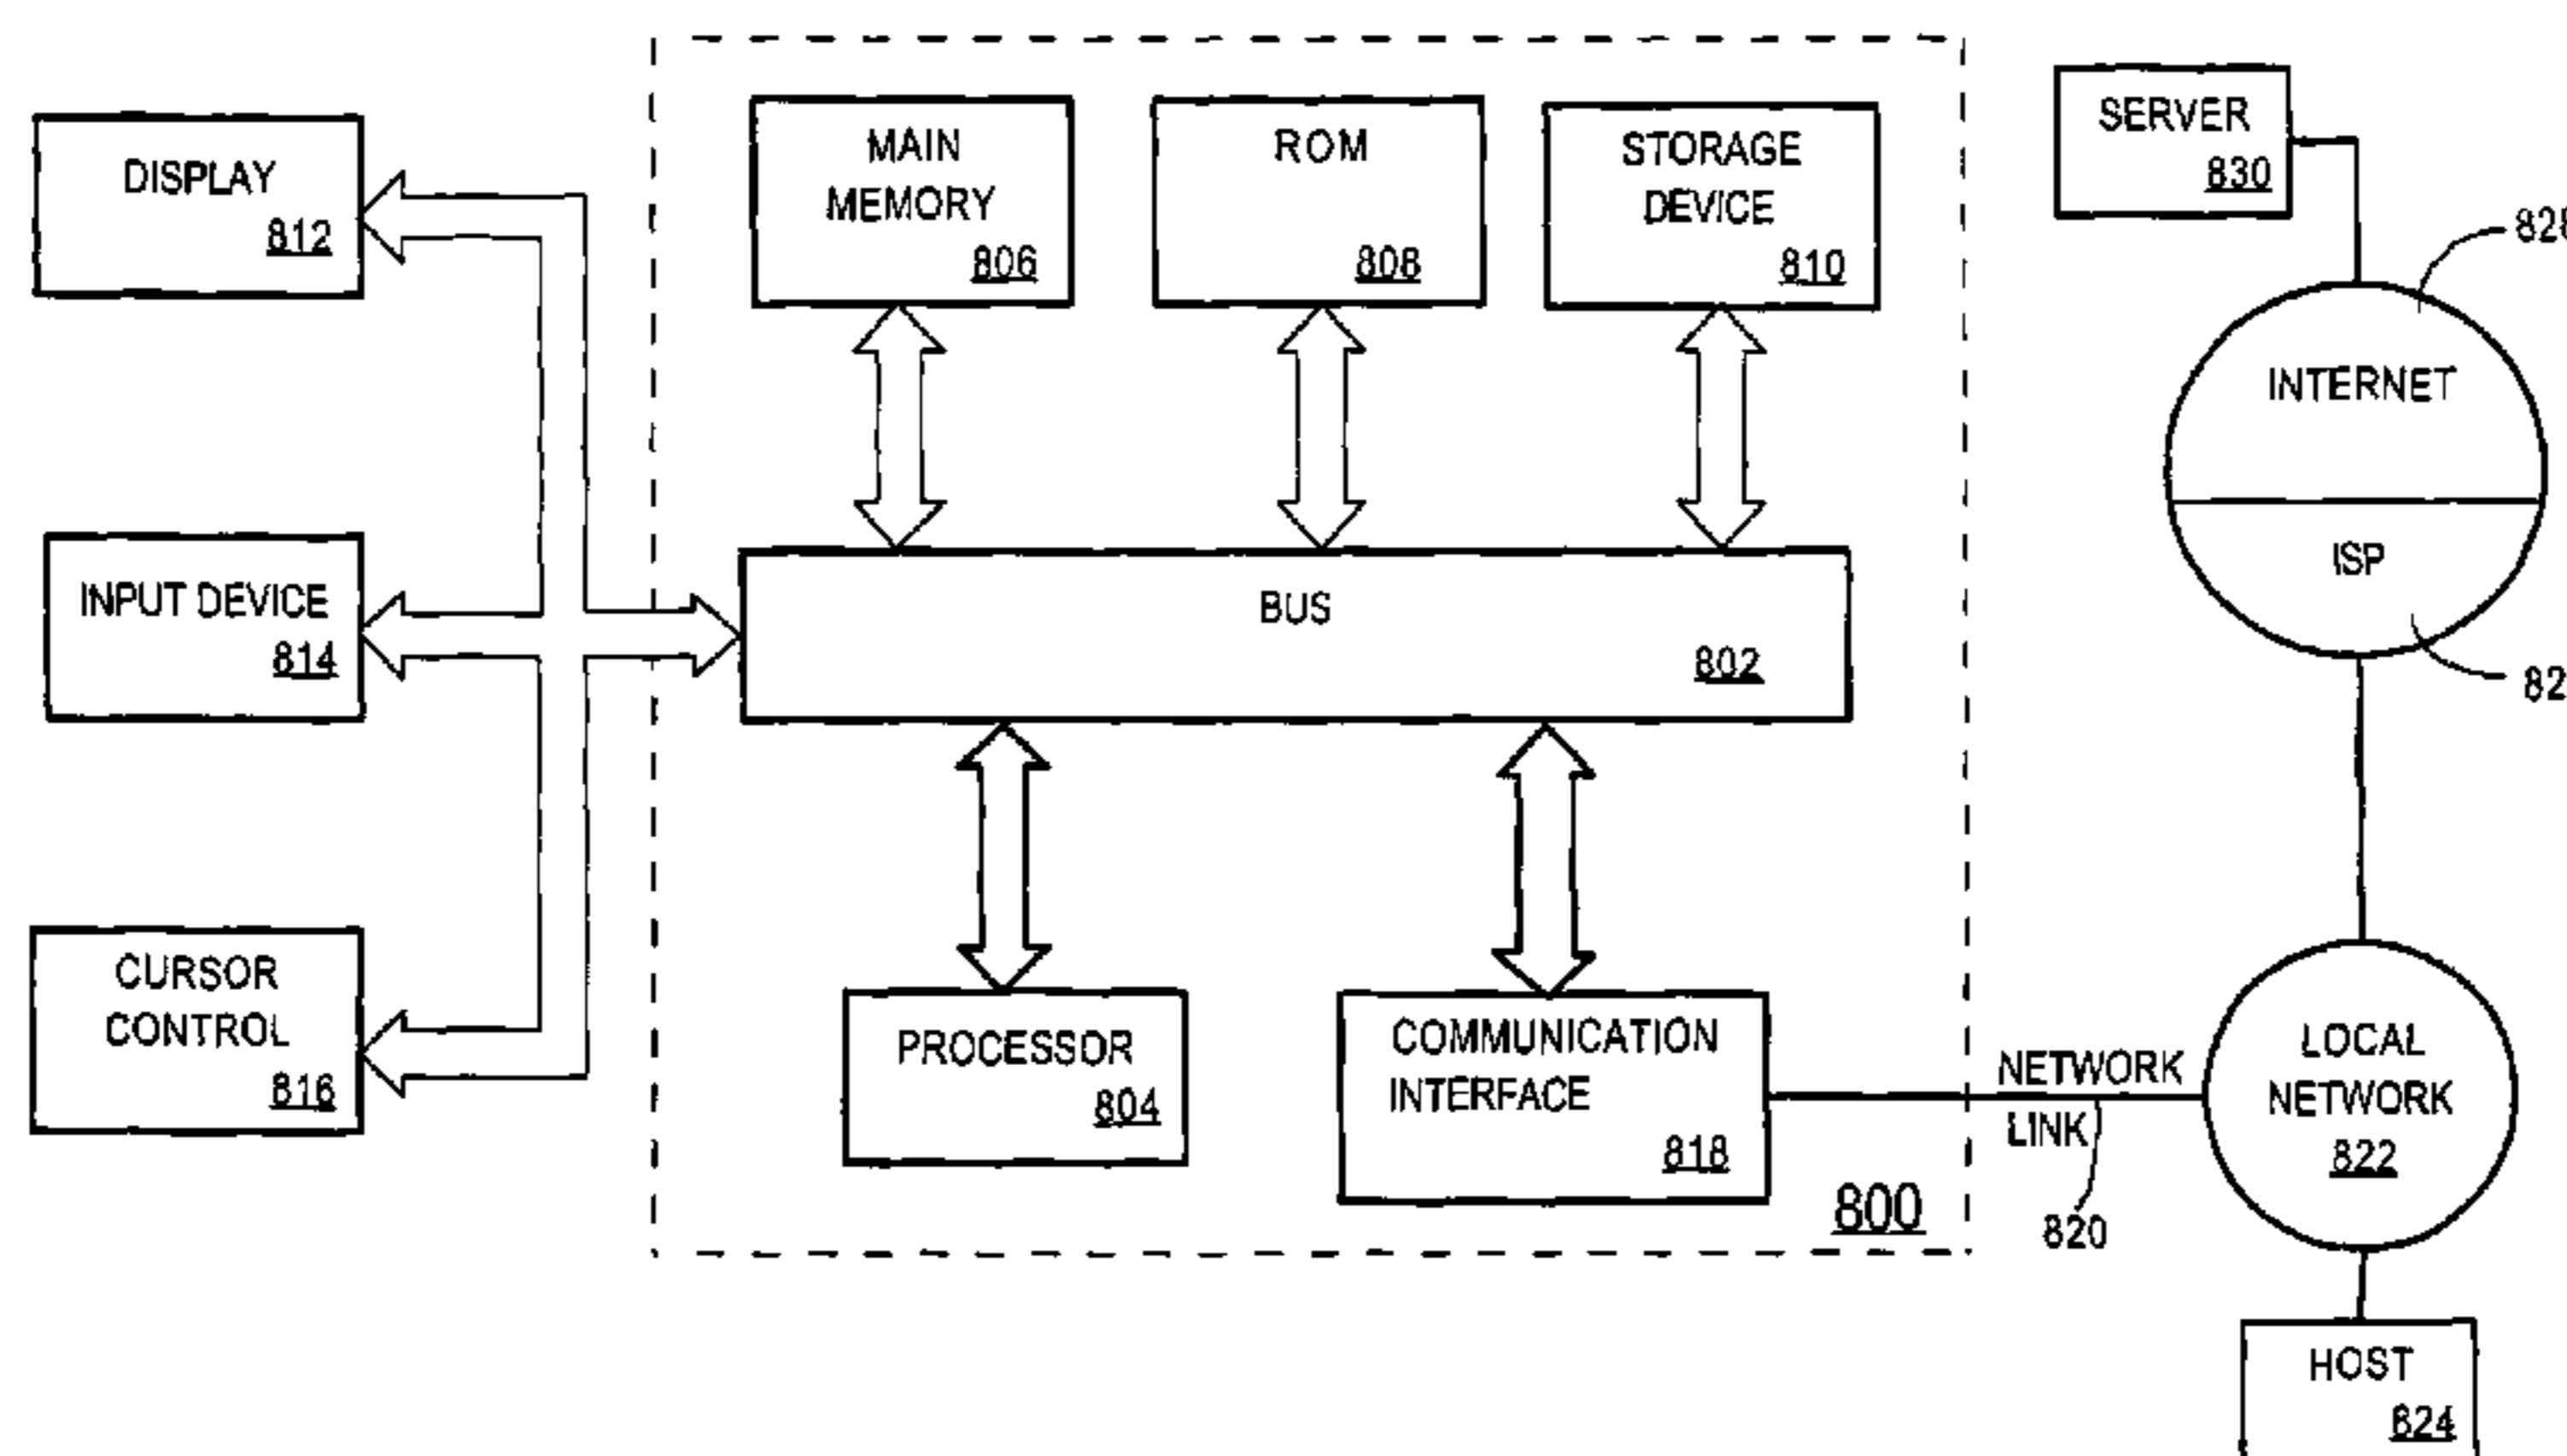 DISPLAY
812
INPUT DEVICE
814
CURSOR
CONTROL
816
MAIN
MEMORY
806
ROM
808
STORAGE
DEVICE
810
BUS
802
PROCESSOR
804
COMMUNICATION
INTERFACE
818
800
SERVER
830
INTERNET
ISP
NETWORK
LINK
820
LOCAL
NETWORK
822
HOST
824